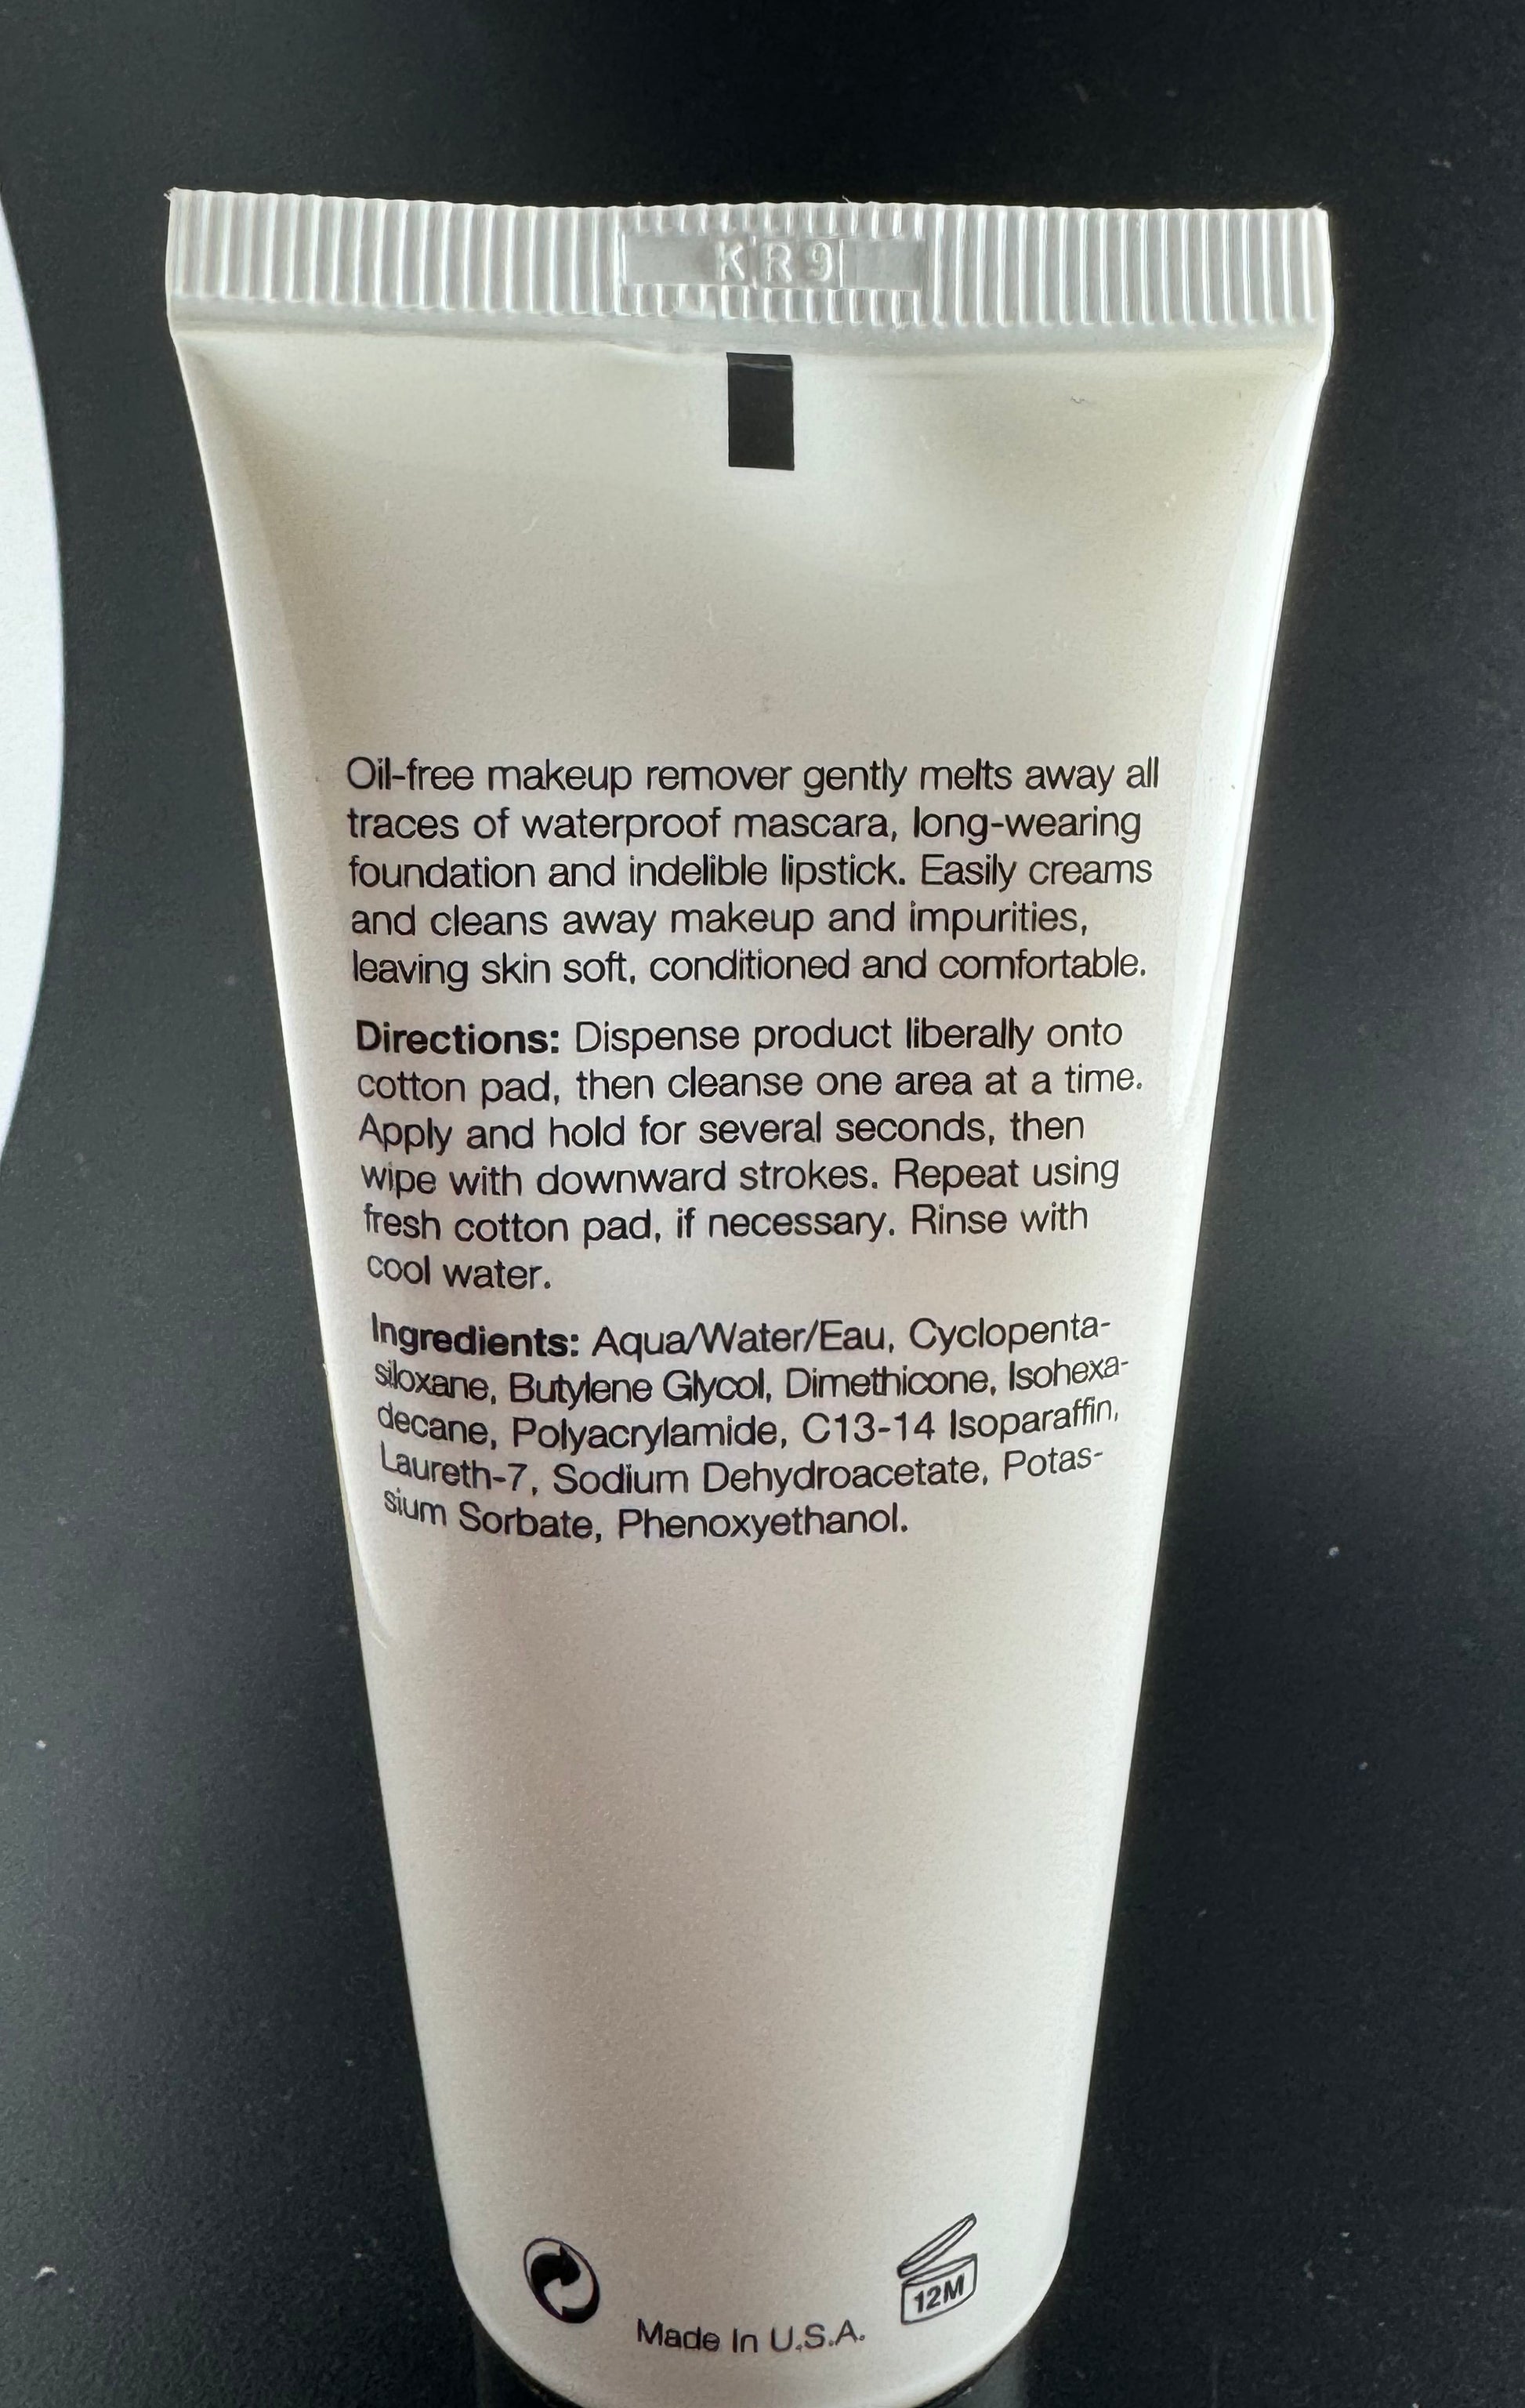 KR9
Oil-free makeup remover gently melts away all
traces of waterproof mascara, long-wearing
foundation and indelible lipstick. Easily creams
and cleans away makeup and impurities,
leaving skin soft, conditioned and comfortable.
Directions: Dispense product liberally onto
cotton pad, then cleanse one area at a time.
Apply and hold for several seconds, then
wipe with downward strokes. Repeat using
fresh cotton pad, if necessary. Rinse with
cool water.
Ingredients: Aqua/Water/Eau, Cyclopenta-
siloxane, Butylene Glycol, Dimethicone, Isohexa-
decane, Polyacrylamide, C13-14 Isoparaffin,
Laureth-7, Sodium Dehydroacetate, Potas-
sium Sorbate, Phenoxyethanol.
12M
Made In U.S.A.